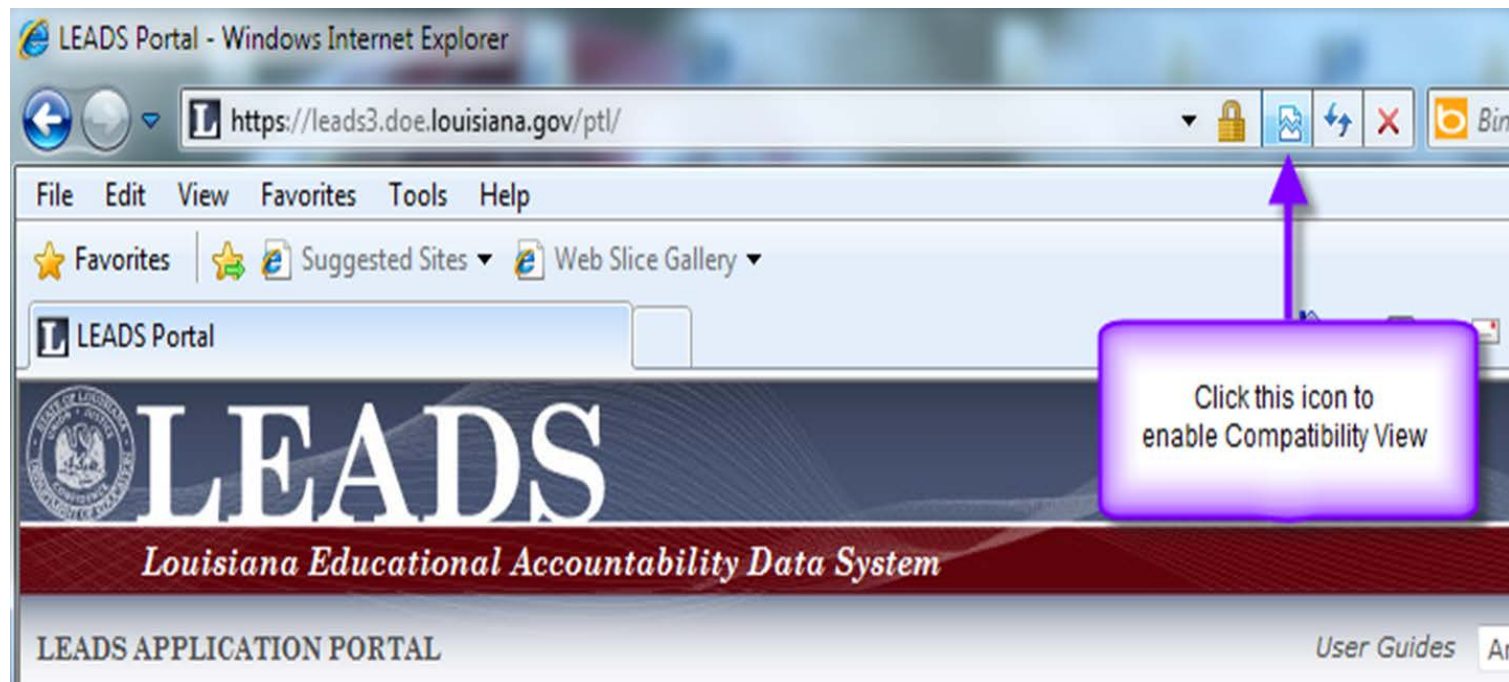 LEADS Portal - Windows Internet Explorer
L https://leads3.doe.louisiana.gov/ptl/
Bin
File Edit View Favorites Tools Help
Favorites Suggested Sites Web Slice Gallery
L LEADS Portal
Click this icon to
enable Compatibility View
LEADS
Louisiana Educational Accountability Data System
LEADS APPLICATION PORTAL User Guides